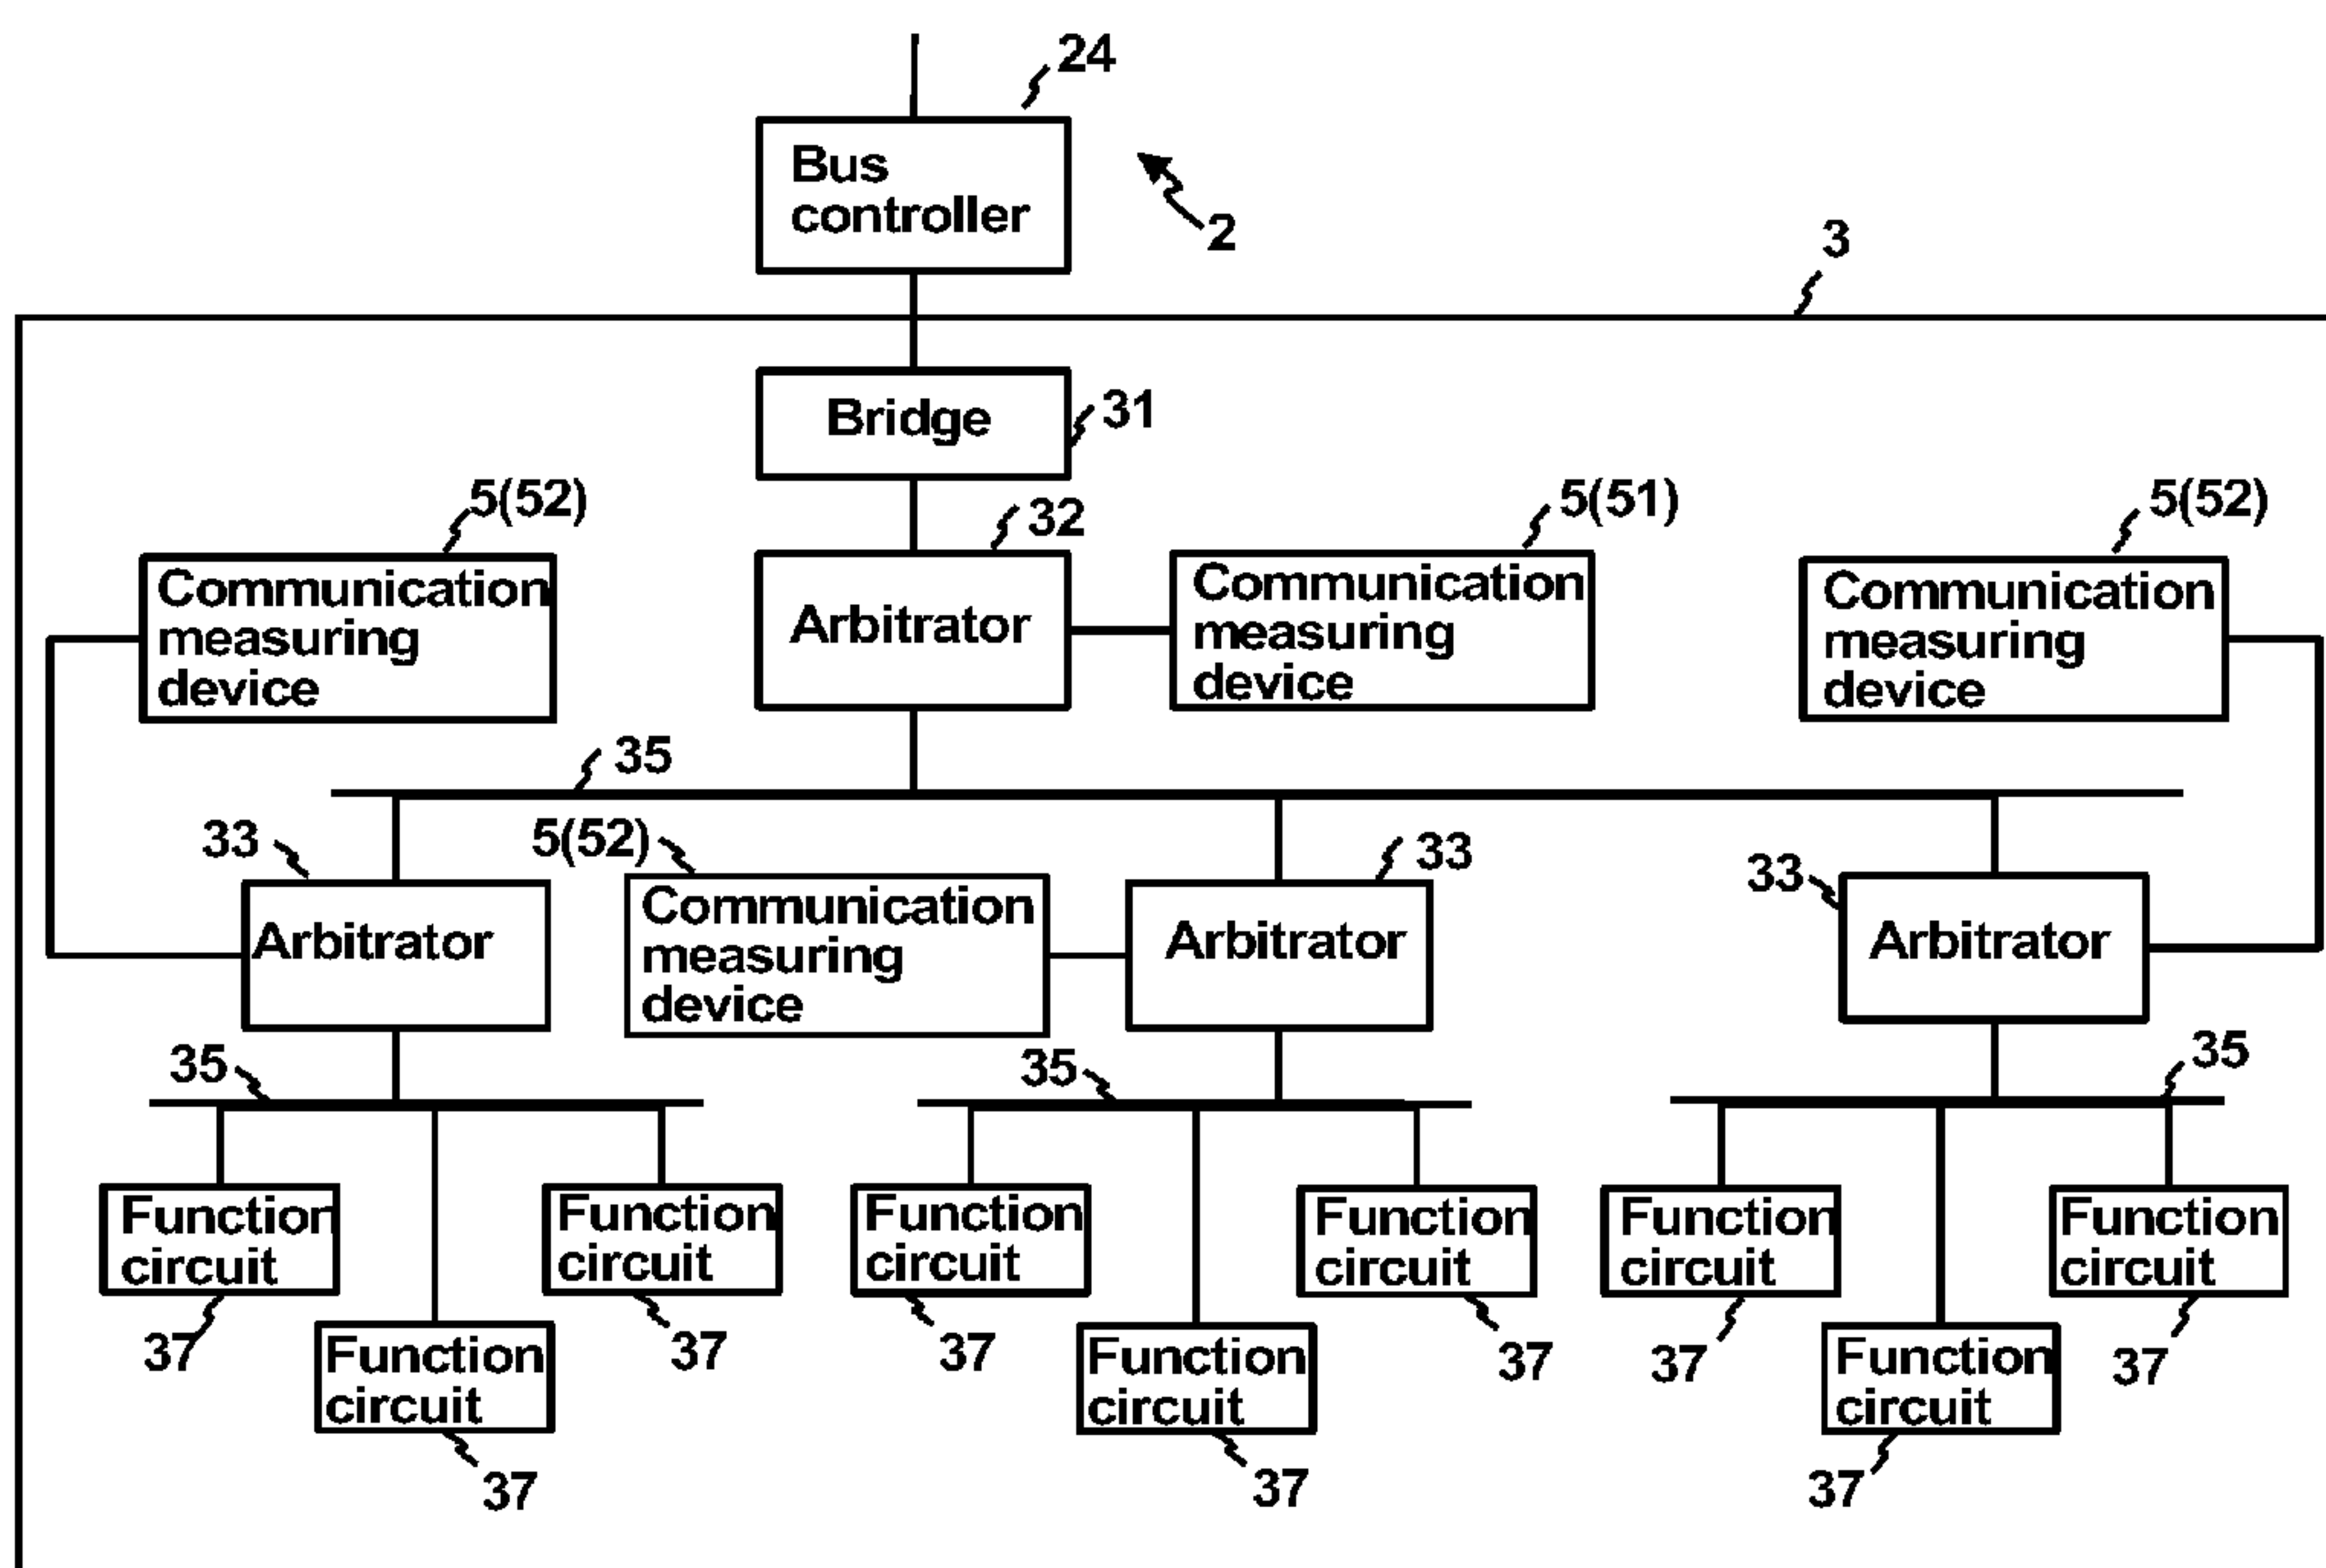 24
Bus
controller
2
3
Bridge
31
5(52)
32
5(51)
5(52)
Communication
measuring
device
Arbitrator
Communication
measuring
device
Communication
measuring
device
35
33
5(52)
33
33
Arbitrator
Communication
measuring
device
Arbitrator
Arbitrator
35
35
35
Function
circuit
Function
circuit
Function
circuit
Function
circuit
Function
circuit
Function
circuit
37
37
37
37
37
37
Function
circuit
Function
circuit
Function
circuit
37
37
37